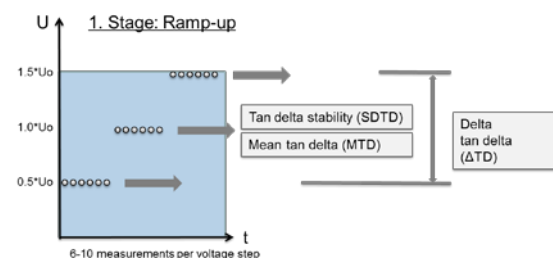 U
1. Stage: Ramp-up
1.5*Uo
1.0*Uo
0.5*Uo
Tan delta stability (SDTD)
Mean tan delta (MTD)
Delta
tan delta
(ΔTD)
t
6-10 measurements per voltage step